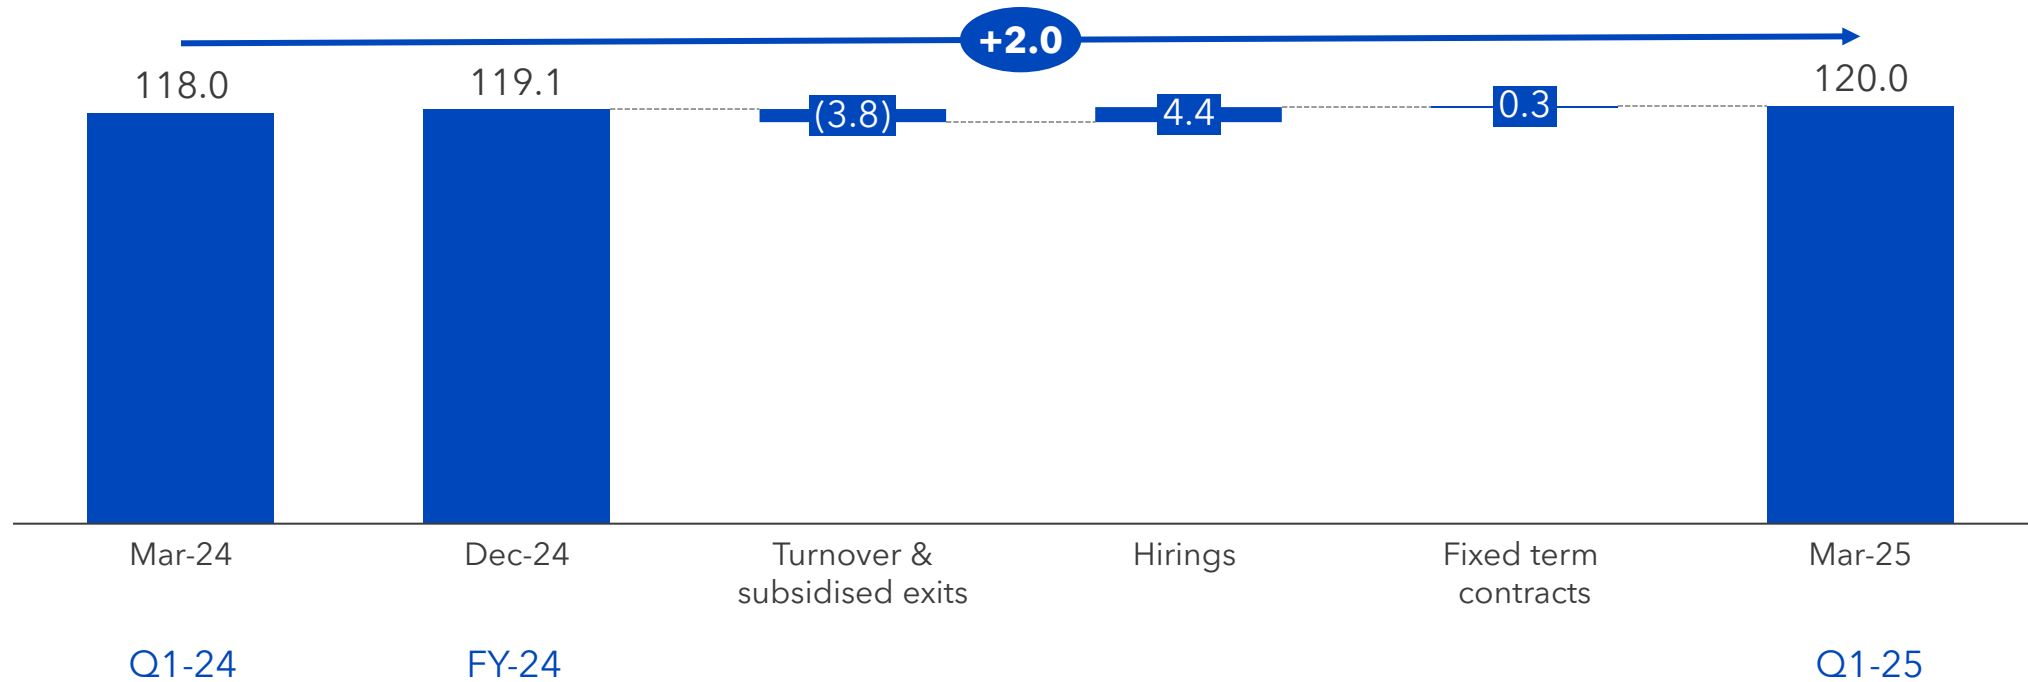 +2.0
118.0
119.1
(3.8)
4.4
0.3
120.0
Mar-24
Dec-24
Turnover &
subsidised exits
Hirings
Fixed term
contracts
Mar-25
Q1-24
FY-24
Q1-25